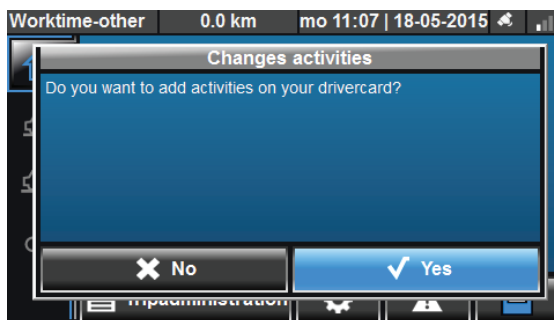 Worktime-other 0.0 km mo 11:07 | 18-05-2015
Changes activities
Do you want to add activities on your drivercard?
No Yes
Tripadministration